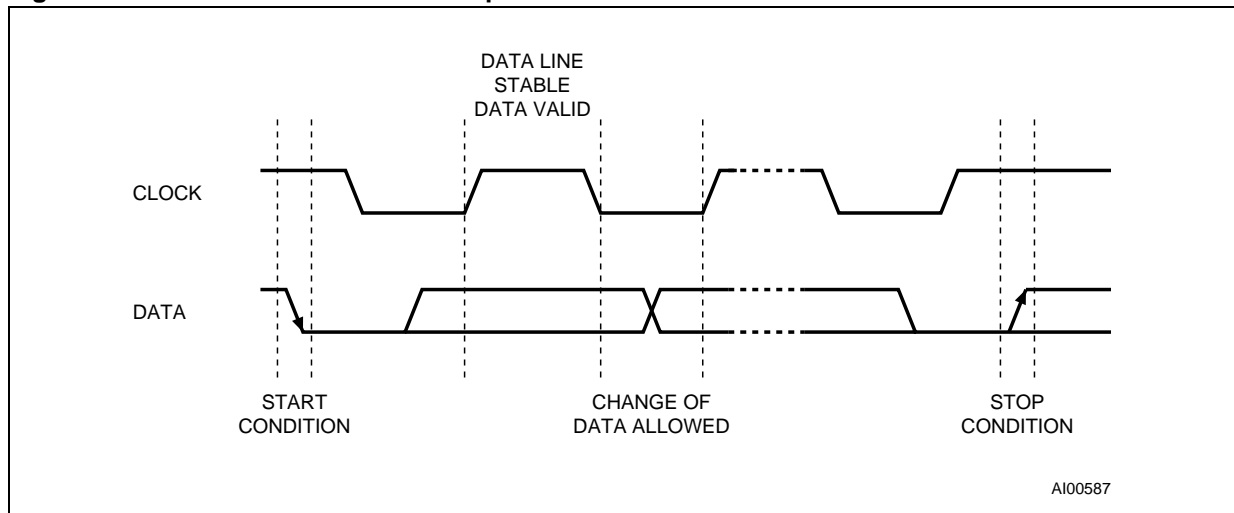 DATA LINE
STABLE
DATA VALID
CLOCK
DATA
START
CONDITION
CHANGE OF
DATA ALLOWED
STOP
CONDITION
AI00587